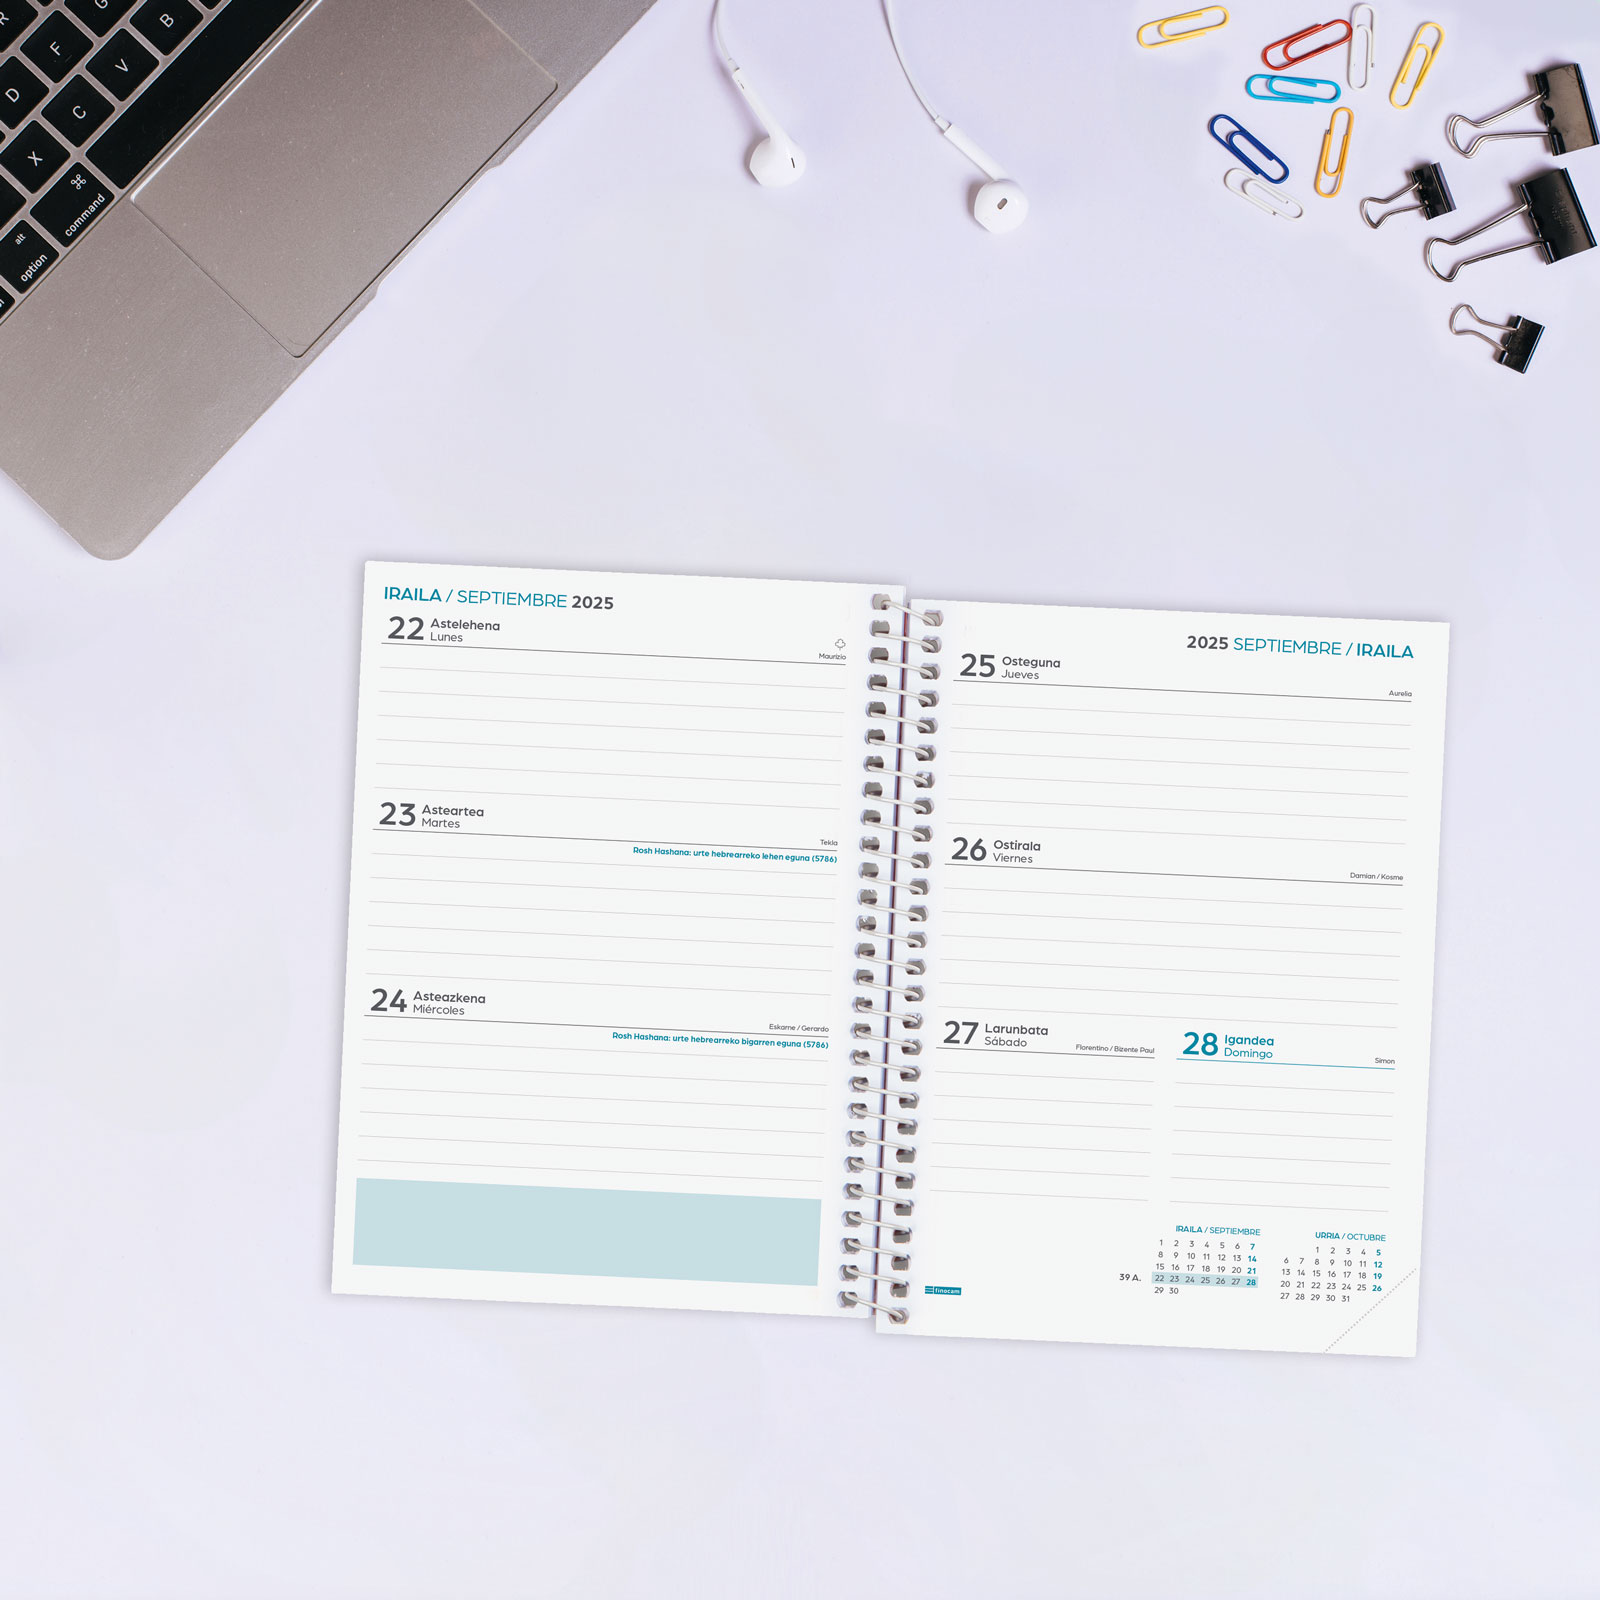 R
F
G
V
B
D
C
X
⌘
command
alt
option
IRAILA / SEPTIEMBRE 2025
22 Astelehena
Lunes
Maurizio
23 Asteartea
Martes
Tekla
Rosh Hashana: urte hebrearreko lehen eguna (5786)
24 Asteazkena
Miércoles
Eskarne / Gerardo
Rosh Hashana: urte hebrearreko bigarren eguna (5786)
2025 SEPTIEMBRE / IRAILA
25 Osteguna
Jueves
Aurelia
26 Ostirala
Viernes
Damian / Kosme
27 Larunbata
Sábado
Florentino / Bizente Paul
28 Igandea
Domingo
Simon
IRAILA / SEPTIEMBRE
1 2 3 4 5 6 7
8 9 10 11 12 13 14
15 16 17 18 19 20 21
39 A. 22 23 24 25 26 27 28
29 30
URRIA / OCTUBRE
1 2 3 4 5
6 7 8 9 10 11 12
13 14 15 16 17 18 19
20 21 22 23 24 25 26
27 28 29 30 31
finocam